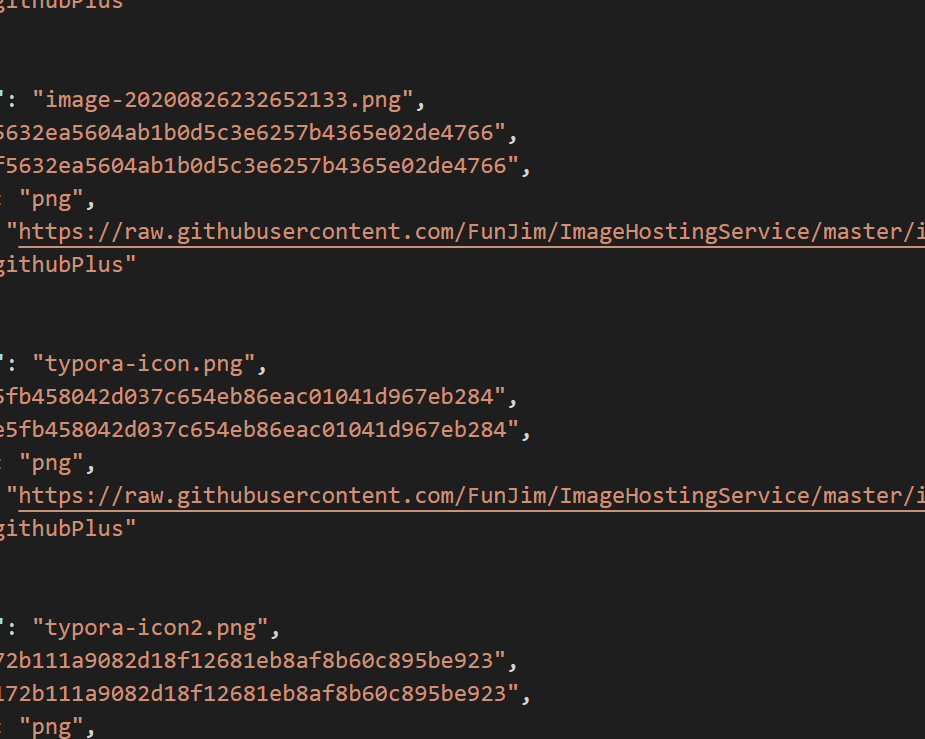 githubPlus"
": "image-20200826232652133.png",
5632ea5604ab1b0d5c3e6257b4365e02de4766",
f5632ea5604ab1b0d5c3e6257b4365e02de4766",
: "png",
"https://raw.githubusercontent.com/FunJim/ImageHostingService/master/i
githubPlus"
": "typora-icon.png",
5fb458042d037c654eb86eac01041d967eb284",
e5fb458042d037c654eb86eac01041d967eb284",
: "png",
"https://raw.githubusercontent.com/FunJim/ImageHostingService/master/i
githubPlus"
": "typora-icon2.png",
72b111a9082d18f12681eb8af8b60c895be923",
172b111a9082d18f12681eb8af8b60c895be923",
: "png",